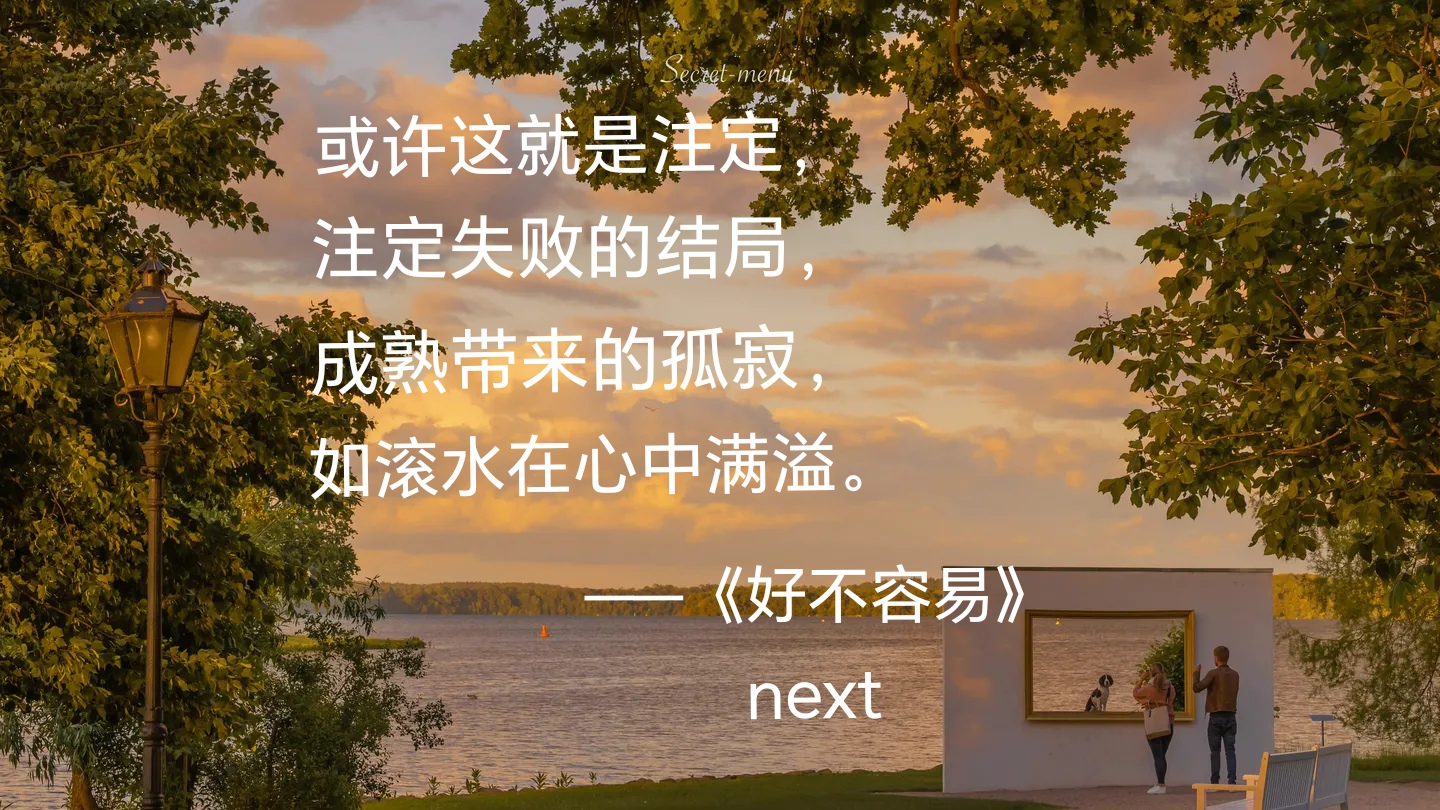 Secret-menu
或许这就是注定，
注定失败的结局，
成熟带来的孤寂，
如滚水在心中满溢。
——《好不容易》
next